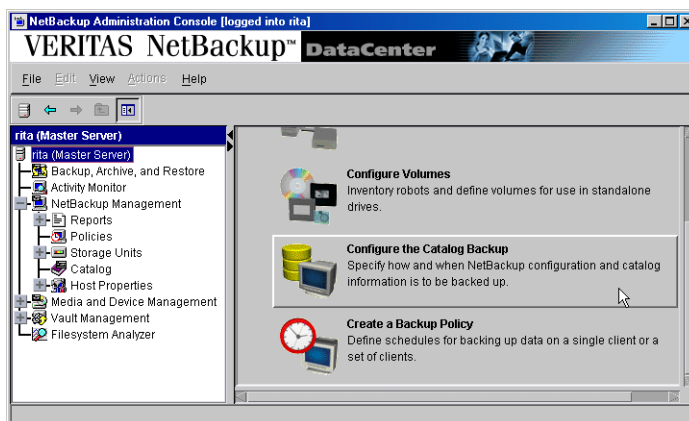 NetBackup Administration Console [logged into rita]
VERITAS NetBackup™ DataCenter
File Edit View Actions Help
rita (Master Server)
rita (Master Server)
Backup, Archive, and Restore
Activity Monitor
NetBackup Management
Reports
Policies
Storage Units
Catalog
Host Properties
Media and Device Management
Vault Management
Filesystem Analyzer
Configure Volumes
Inventory robots and define volumes for use in standalone
drives.
Configure the Catalog Backup
Specify how and when NetBackup configuration and catalog
information is to be backed up.
Create a Backup Policy
Define schedules for backing up data on a single client or a
set of clients.